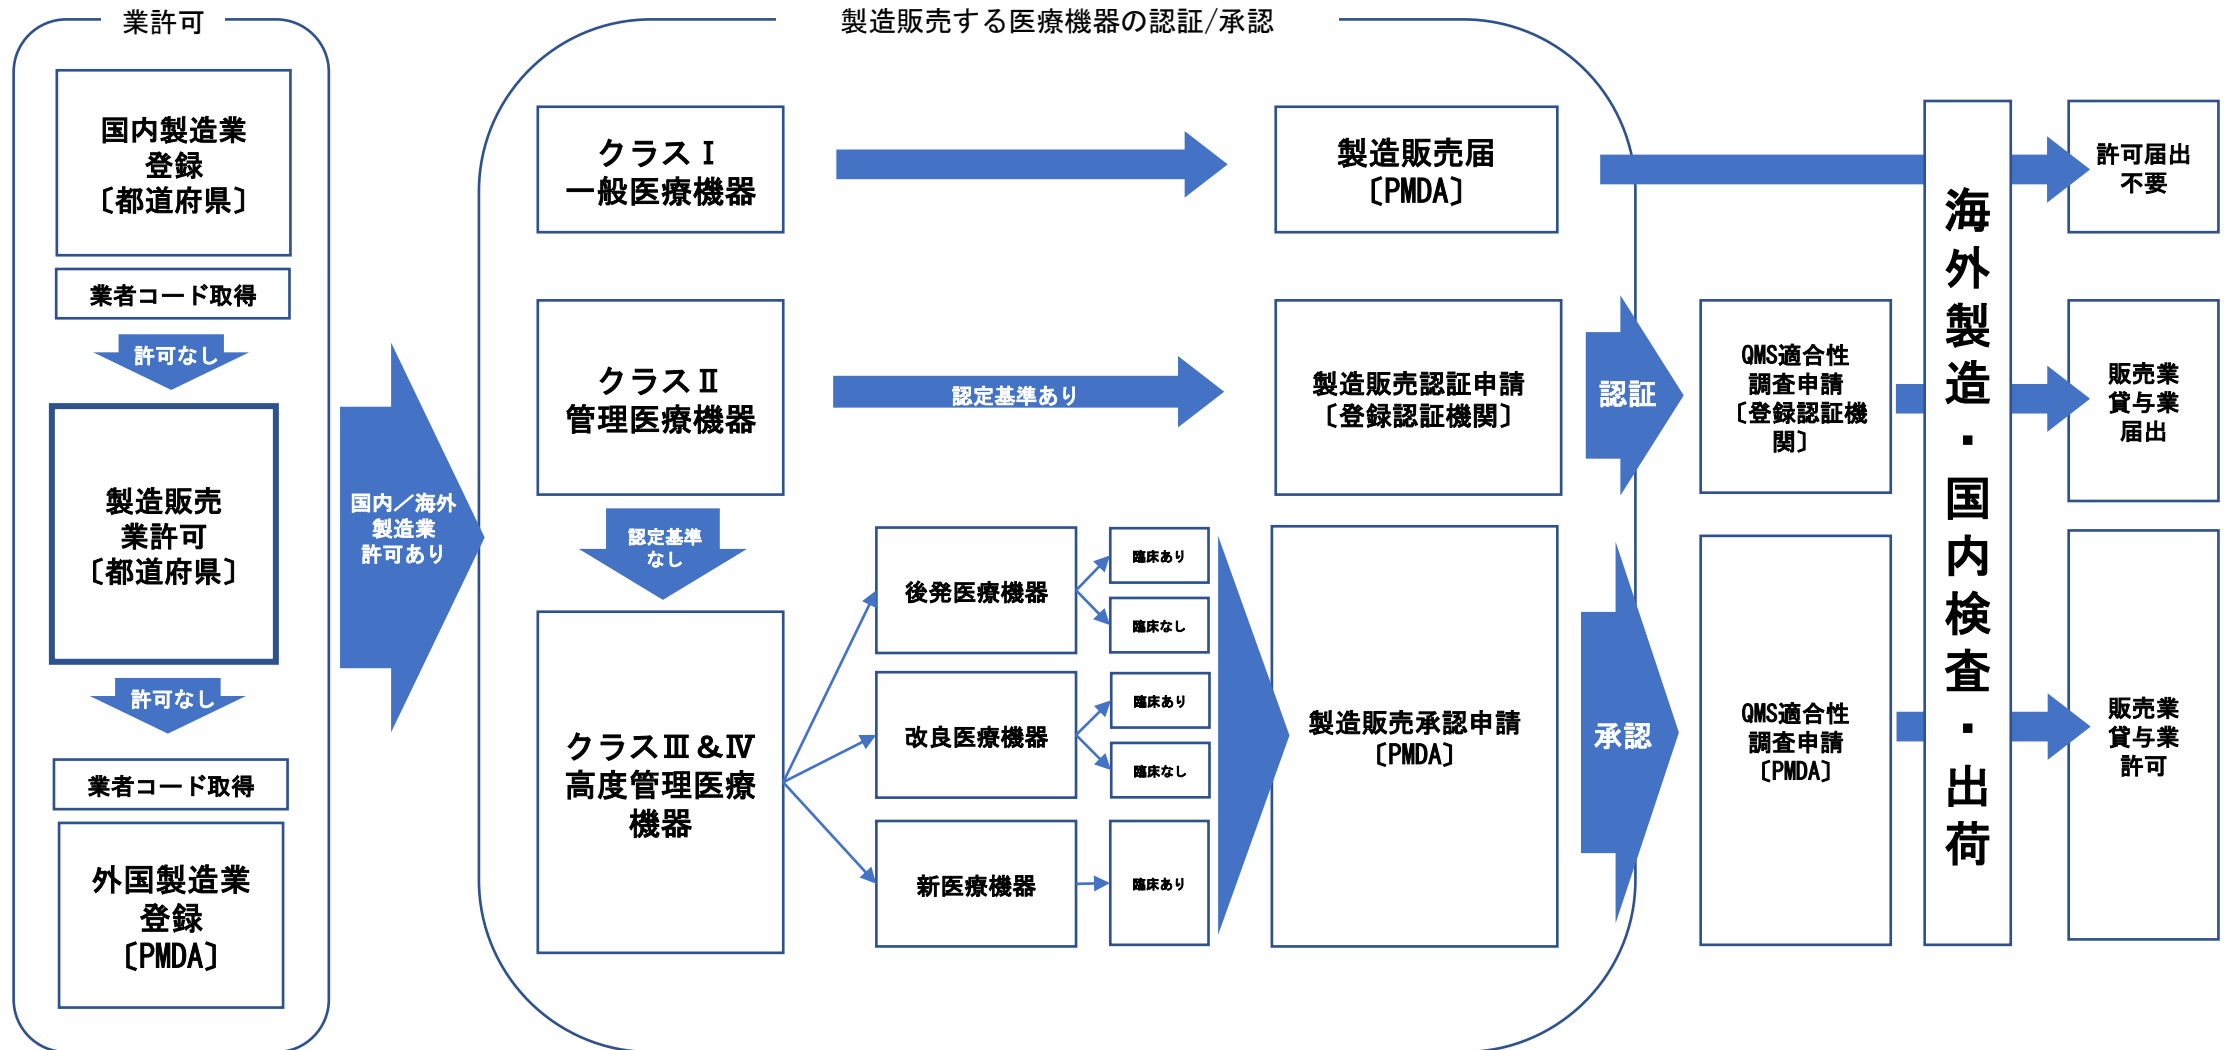 業許可
国内製造業
登録
〔都道府県〕
業者コード取得
許可なし
製造販売
業許可
〔都道府県〕
許可なし
業者コード取得
外国製造業
登録
〔PMDA〕
国内／海外
製造業
許可あり
製造販売する医療機器の認証/承認
クラスⅠ
一般医療機器
製造販売届
〔PMDA〕
許可届出
不要
クラスⅡ
管理医療機器
認定基準あり
製造販売認証申請
〔登録認証機関〕
認証
QMS適合性
調査申請
〔登録認証機
関〕
販売業
貸与業
届出
認定基準
なし
クラスⅢ＆Ⅳ
高度管理医療
機器
後発医療機器
臨床あり
臨床なし
改良医療機器
臨床あり
臨床なし
新医療機器
臨床あり
製造販売承認申請
〔PMDA〕
承認
QMS適合性
調査申請
〔PMDA〕
海外製造・国内検査・出荷
販売業
貸与業
許可